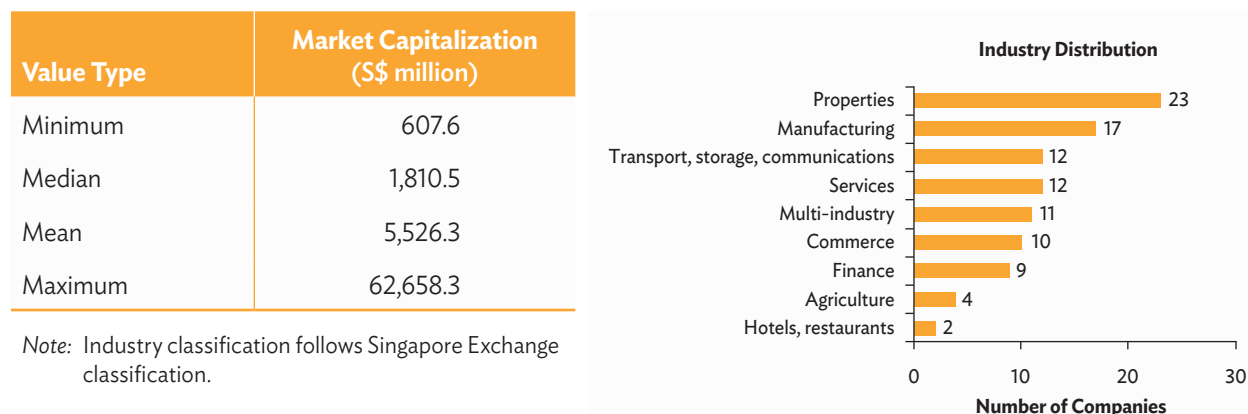 Value Type
Market Capitalization
(S$ million)
Minimum 607.6
Median 1,810.5
Mean 5,526.3
Maximum 62,658.3
Note: Industry classification follows Singapore Exchange
classification.
Industry Distribution
Properties 23
Manufacturing 17
Transport, storage, communications 12
Services 12
Multi-industry 11
Commerce 10
Finance 9
Agriculture 4
Hotels, restaurants 2
0 10 20 30
Number of Companies